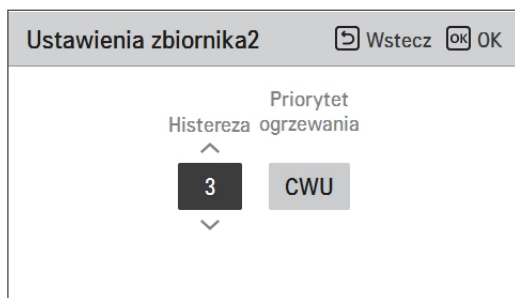 Ustawienia zbiornika2 Wstecz OK OK
Priorytet
Histereza ogrzewania
3 CWU